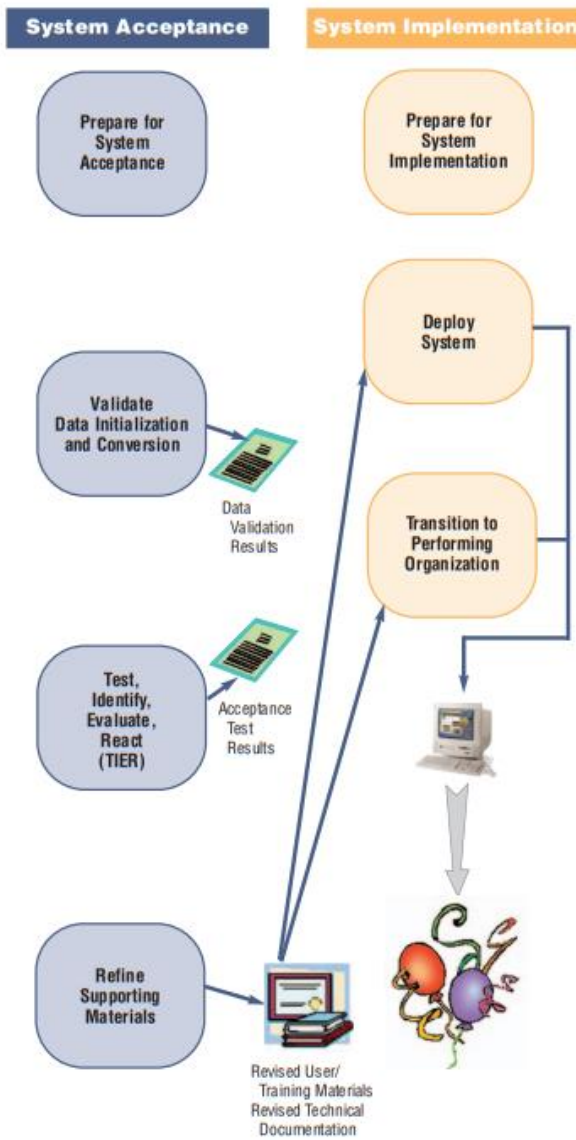 System Acceptance
System Implementation
Prepare for
System
Acceptance
Prepare for
System
Implementation
Deploy
System
Validate
Data Initialization
and Conversion
Data
Validation
Results
Transition to
Performing
Organization
Test,
Identify,
Evaluate,
React
(TIER)
Acceptance
Test
Results
Refine
Supporting
Materials
Revised User/
Training Materials
Revised Technical
Documentation